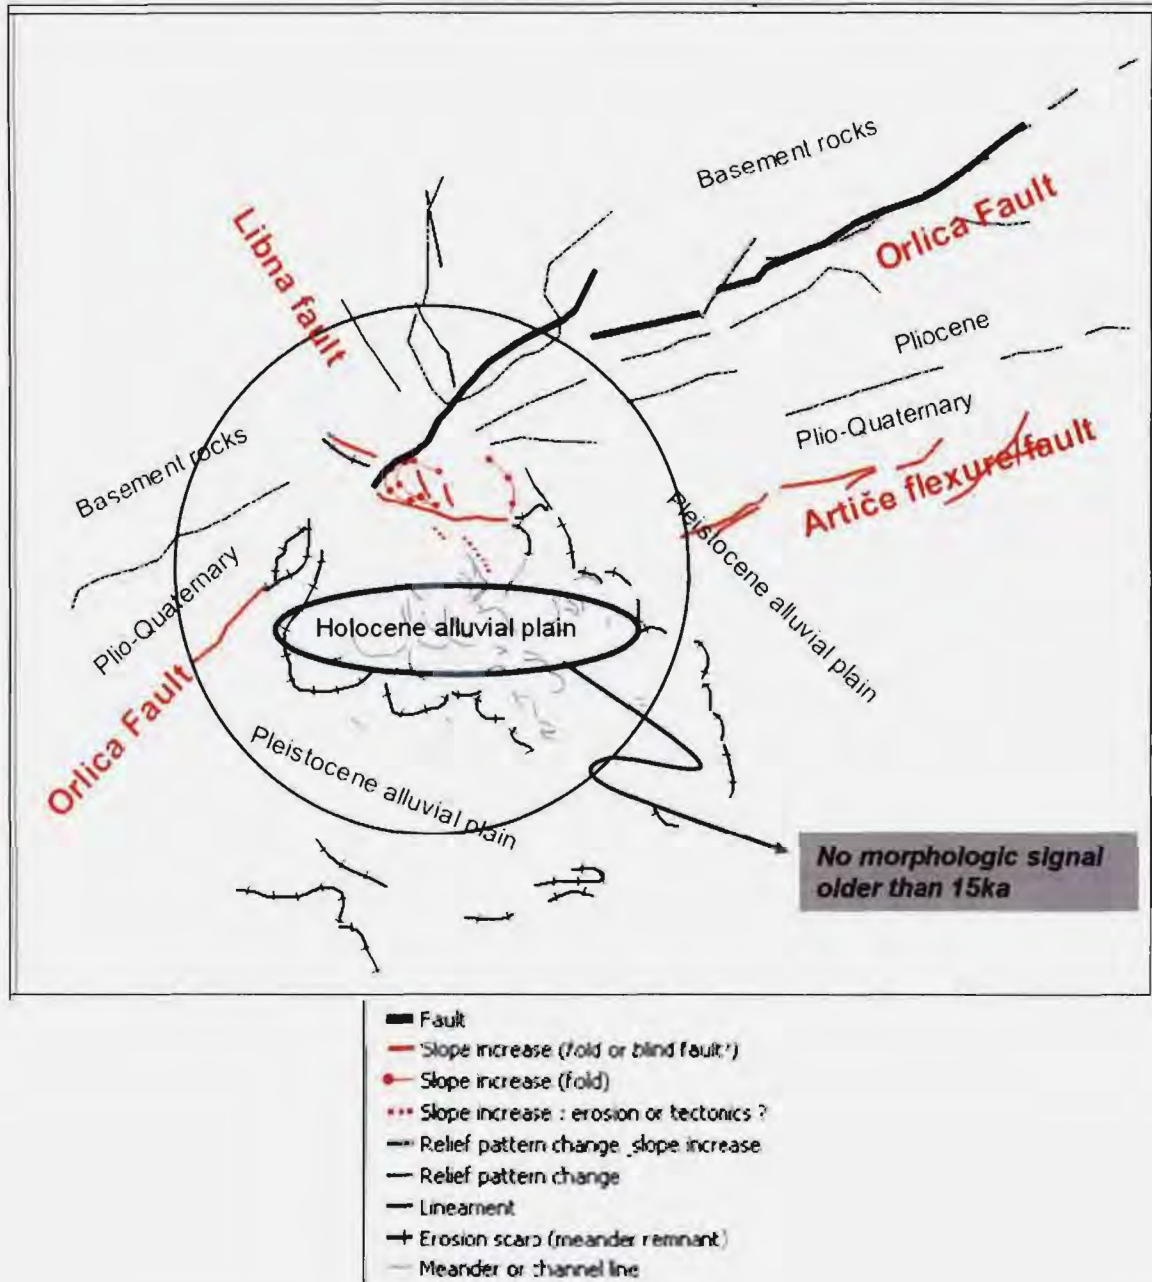 Basement rocks
Orlica Fault
Libna fault
Pliocene
Plio-Quaternary
Artiče flexure/fault
Basement rocks
Pleistocene alluvial plain
Plio-Quaternary
Holocene alluvial plain
Orlica Fault
Pleistocene alluvial plain
No morphologic signal
older than 15ka
Fault
Slope increase (fold or blind fault?)
Slope increase (fold)
Slope increase : erosion or tectonics ?
Relief pattern change, slope increase
Relief pattern change
Lineament
Erosion scarp (meander remnant)
Meander or channel line